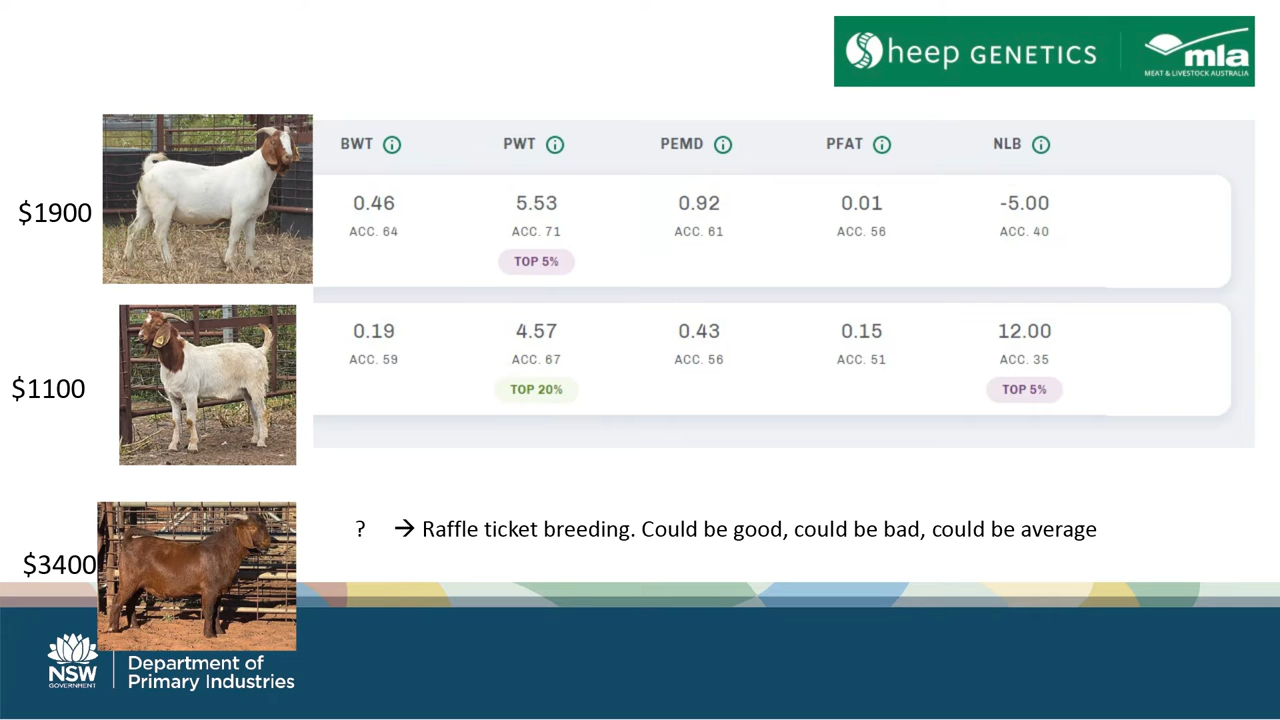 Sheep GENETICS
mla
MEAT & LIVESTOCK AUSTRALIA
BWT PWT PEMD PFAT NLB
$1900
0.46 5.53 0.92 0.01 -5.00
ACC. 64 ACC. 71 ACC. 61 ACC. 56 ACC. 40
TOP 5%
$1100
0.19 4.57 0.43 0.15 12.00
ACC. 59 ACC. 67 ACC. 56 ACC. 51 ACC. 35
TOP 20% TOP 5%
$3400
? → Raffle ticket breeding. Could be good, could be bad, could be average
NSW
GOVERNMENT
Department of
Primary Industries